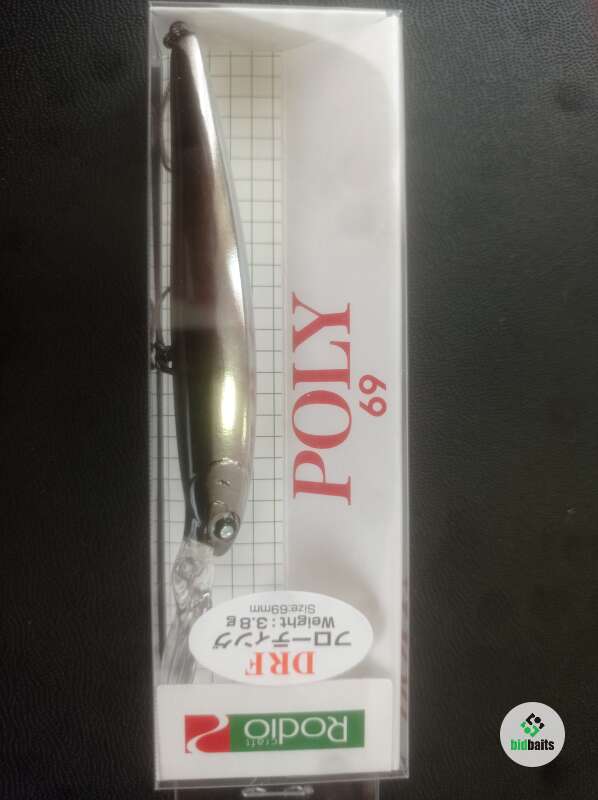 POLY
69
DRF
フローティング
Weight : 3.8g
Size:69mm
Rodio
craft
bidbaits